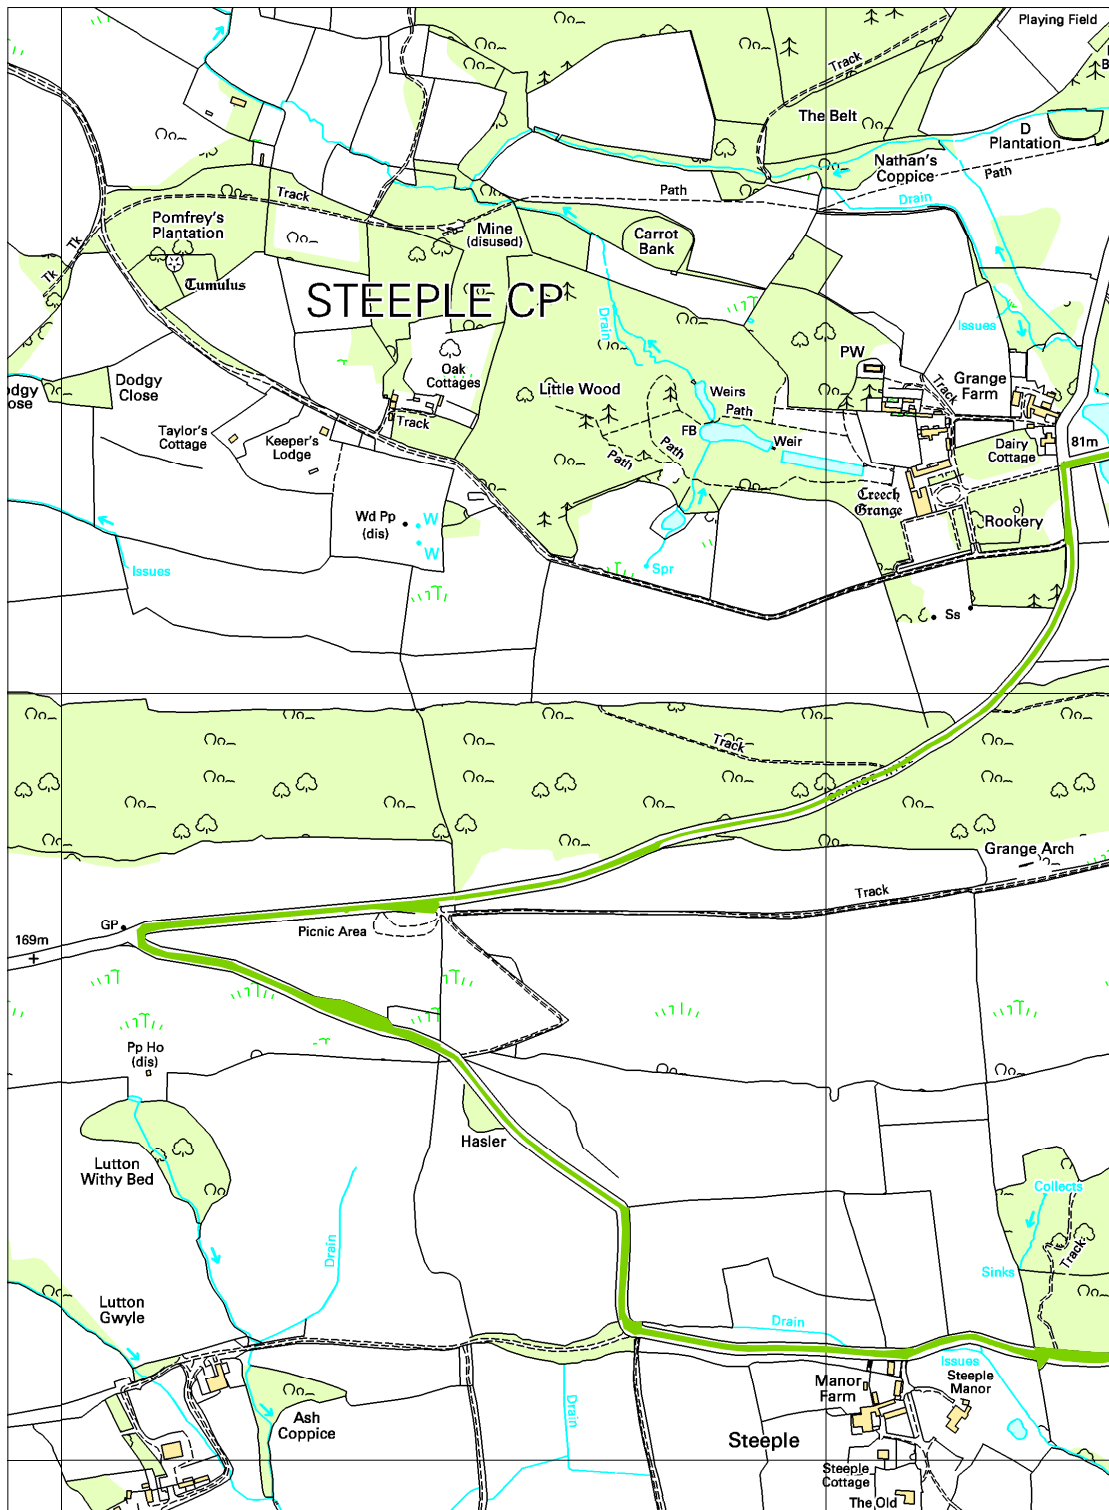 Playing Field
Track
The Belt
D
Plantation
Nathan's
Coppice
Path
Path
Drain
Track
Pomfrey's
Plantation
Mine
(disused)
Carrot
Bank
Tk
Tk
Tumulus
STEEPLE CP
Drain
Issues
PW
Oak
Cottages
Dodgy
Close
Little Wood
Weirs
Path
Track
Grange
Farm
Taylor's
Cottage
Keeper's
Lodge
Track
FB
Weir
81m
Dairy
Cottage
Path
Path
Creech
Grange
Rookery
Wd Pp
(dis)
W
W
Issues
Spr
Ss
Track
Grange Arch
Track
GP
Picnic Area
169m
Pp Ho
(dis)
Hasler
Lutton
Withy Bed
Collects
Drain
Track
Sinks
Lutton
Gwyle
Drain
Issues
Steeple
Manor
Manor
Farm
Drain
Ash
Coppice
Steeple
Steeple
Cottage
The Old